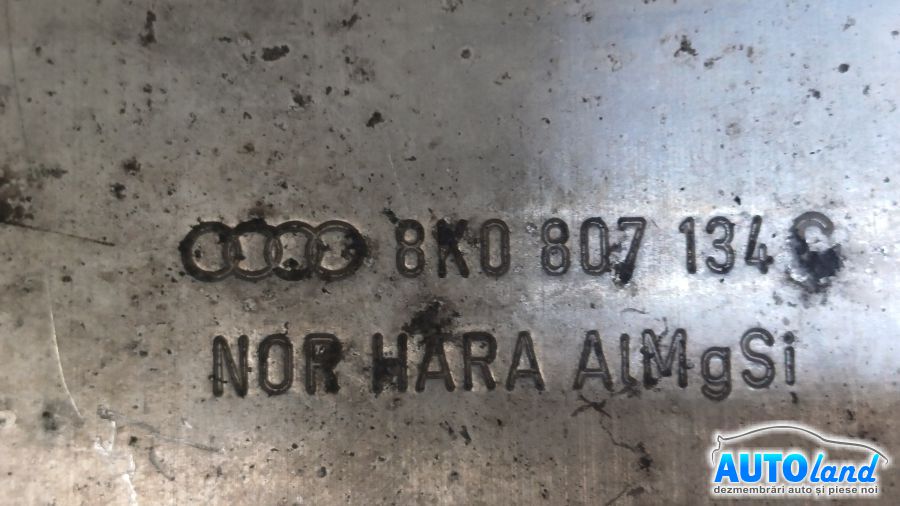 8K0 807 134 C
NOR HARA AlMgSi
AUTOland
dezmembrări auto și piese noi